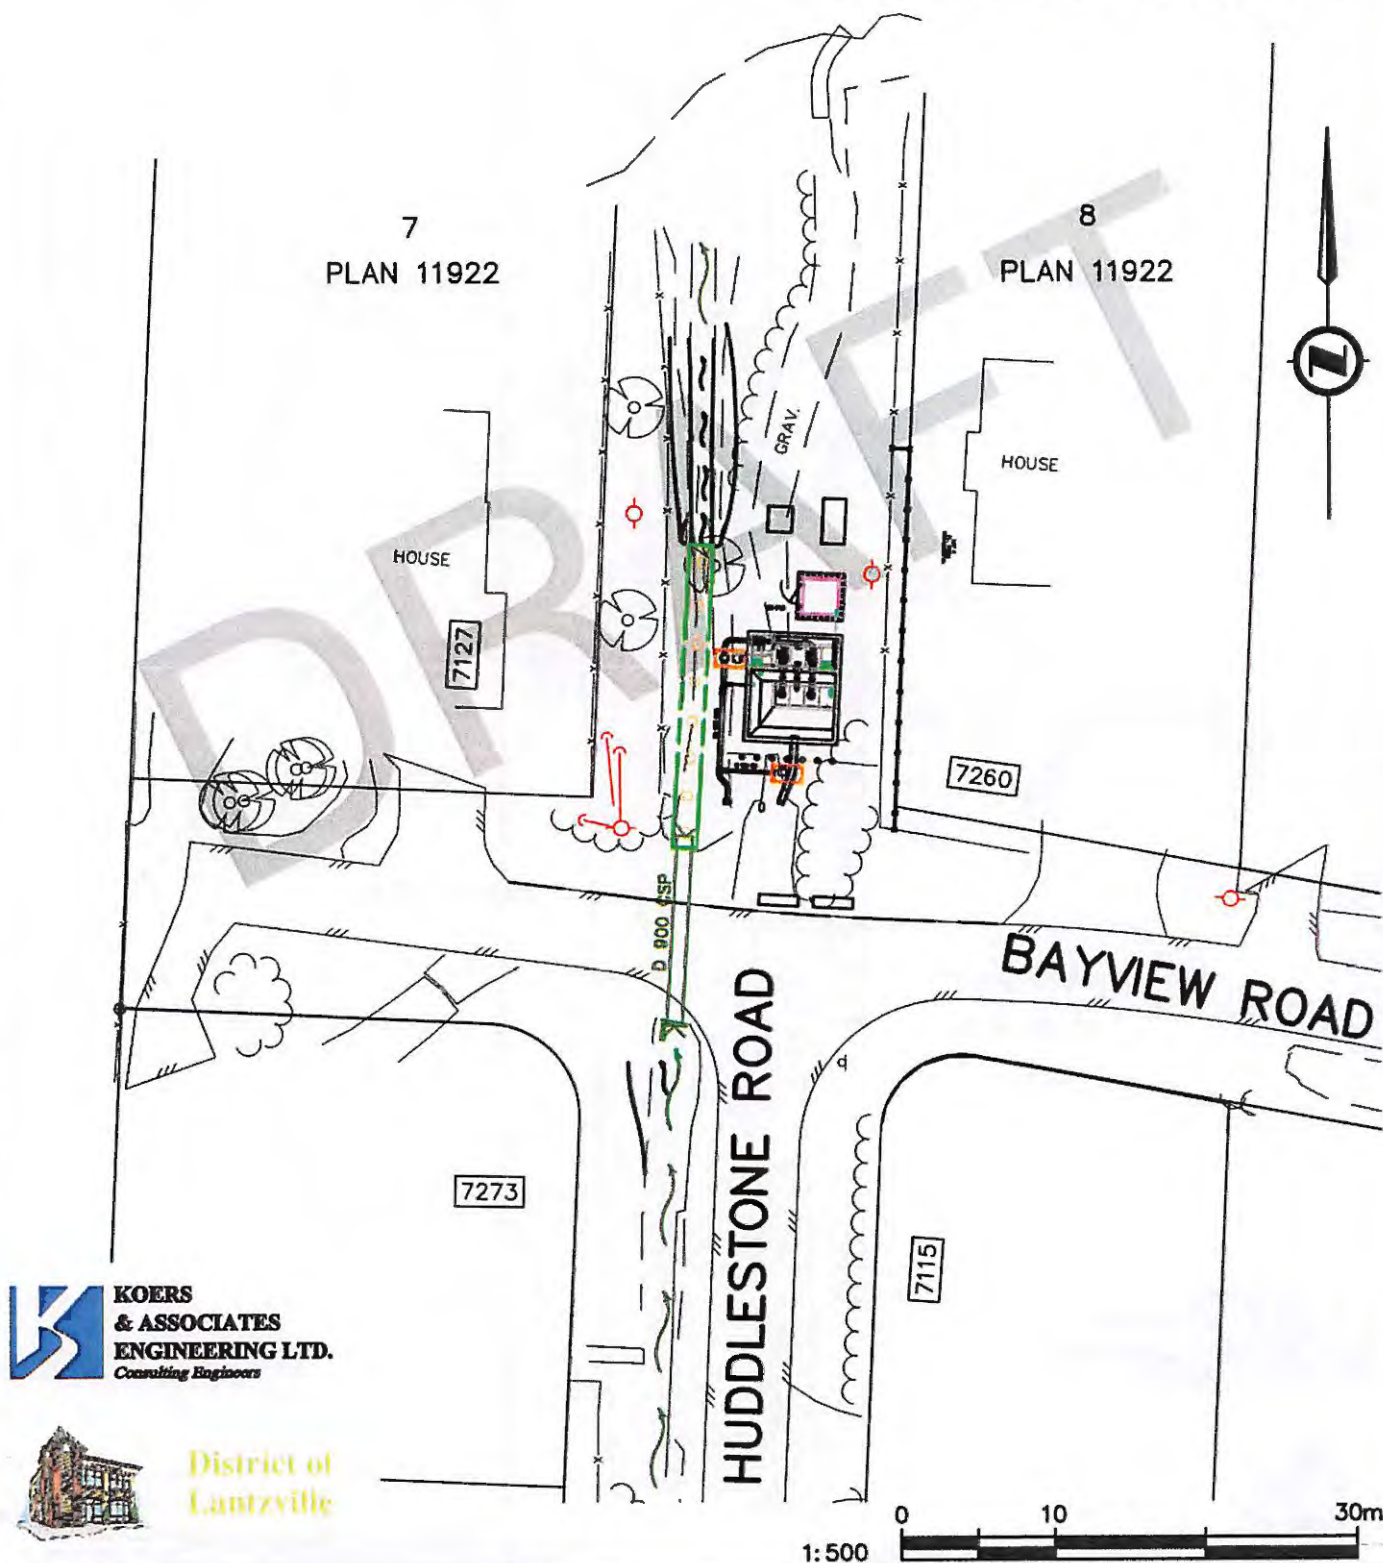 7
PLAN 11922
8
PLAN 11922
DRAFT
GRAV.
HOUSE
HOUSE
7127
7260
D 900 CSP
BAYVIEW ROAD
HUDDLESTONE ROAD
7273
7115
KOERS
& ASSOCIATES
ENGINEERING LTD.
Consulting Engineers
District of
Lantzville
0 10 30m
1:500